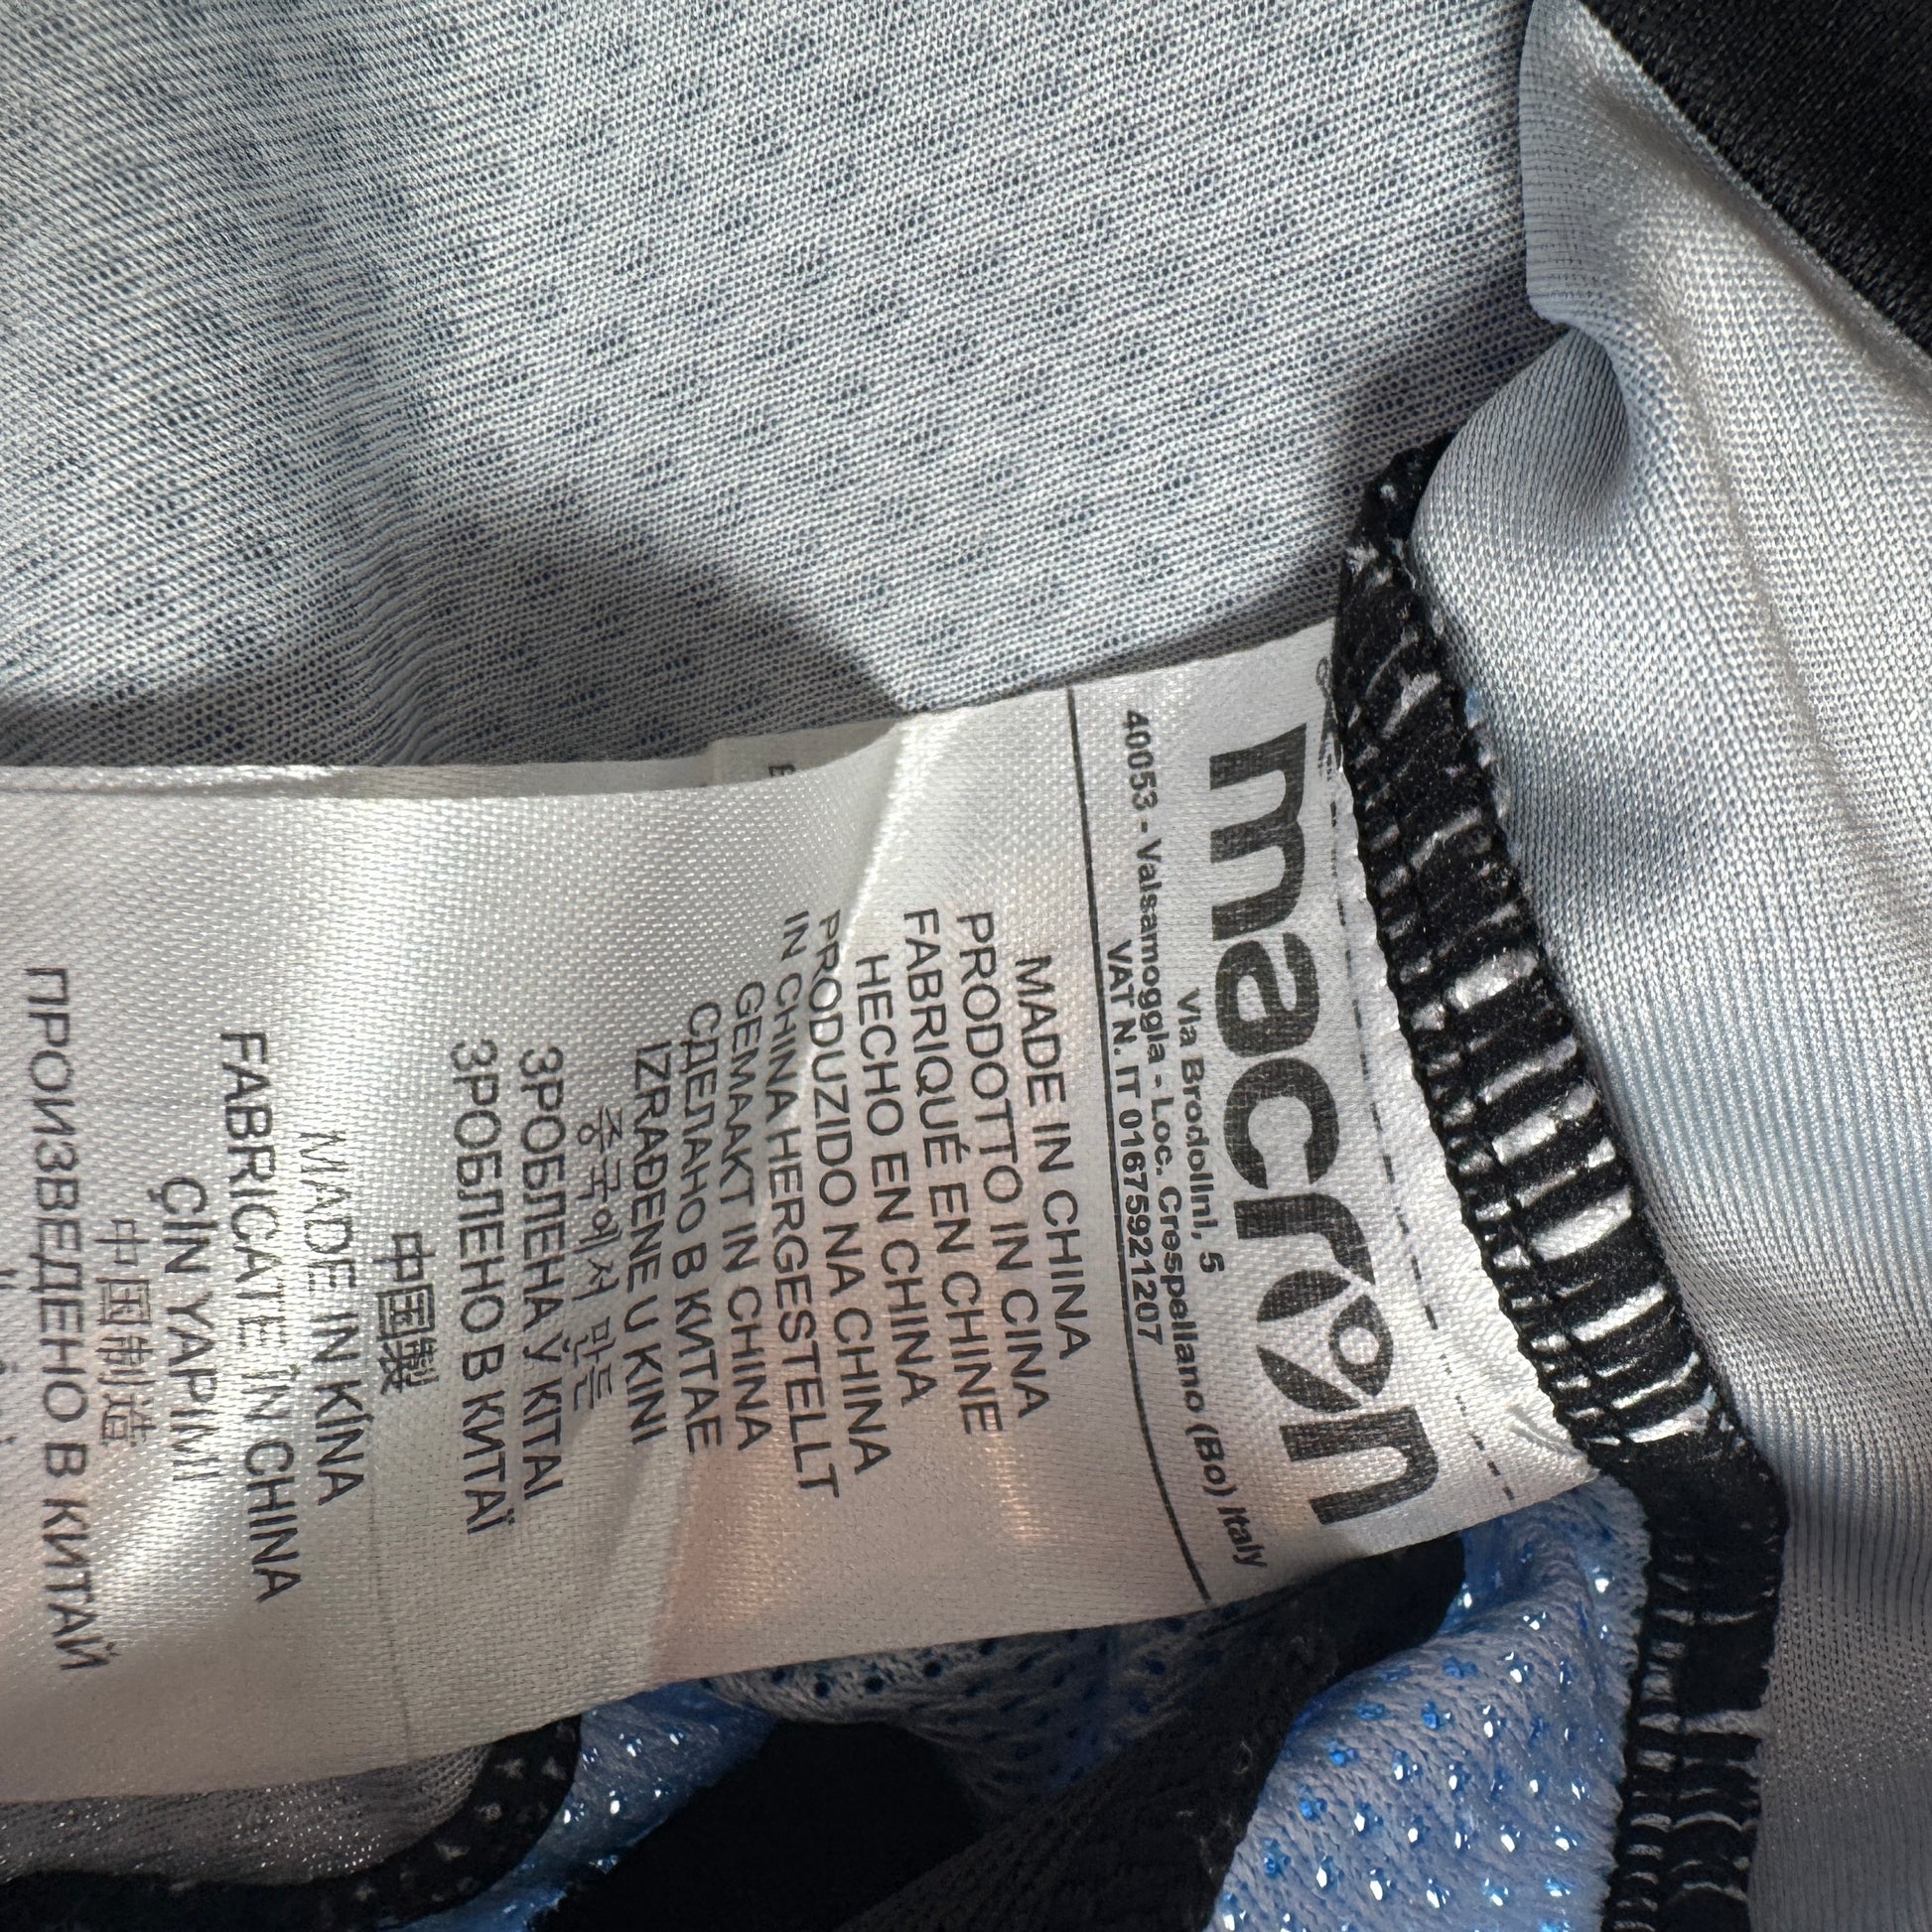 macron
Via Brodolini, 5
40053 - Valsamoggia - Loc. Crespellano (Bo) Italy
VAT N. IT 01675921207
MADE IN CHINA
PRODOTTO IN CINA
FABRIQUÉ EN CHINE
HECHO EN CHINA
PRODUZIDO NA CHINA
IN CHINA HERGESTELLT
GEMAAKT IN CHINA
СДЕЛАНО В КИТАЕ
IZRAĐENE U KINI
중국에서 만든
ЗРОБЛЕНА У КІТАІ
ЗРОБЛЕНО В КИТАЇ
中国製
MADE IN KÍNA
FABRICATE ÎN CHINA
ÇİN YAPIMI
中国制造
ПРОИЗВЕДЕНО В КИТАЙ